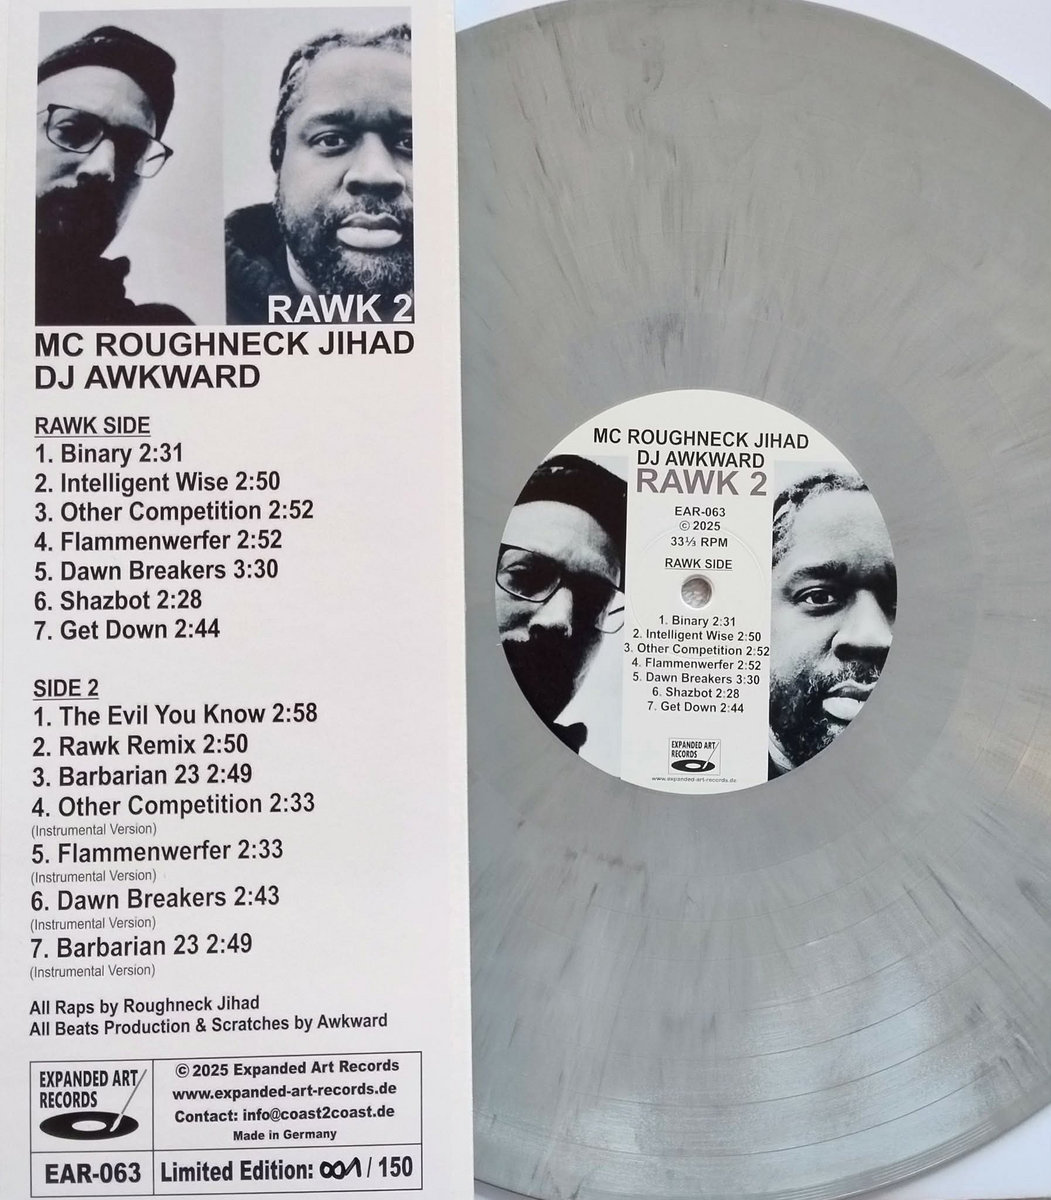 RAWK 2
MC ROUGHNECK JIHAD
DJ AWKWARD
RAWK SIDE
1. Binary 2:31
2. Intelligent Wise 2:50
3. Other Competition 2:52
4. Flammenwerfer 2:52
5. Dawn Breakers 3:30
6. Shazbot 2:28
7. Get Down 2:44
SIDE 2
1. The Evil You Know 2:58
2. Rawk Remix 2:50
3. Barbarian 23 2:49
4. Other Competition 2:33
(Instrumental Version)
5. Flammenwerfer 2:33
(Instrumental Version)
6. Dawn Breakers 2:43
(Instrumental Version)
7. Barbarian 23 2:49
(Instrumental Version)
All Raps by Roughneck Jihad
All Beats Production & Scratches by Awkward
EXPANDED ART
RECORDS
© 2025 Expanded Art Records
www.expanded-art-records.de
Contact: info@coast2coast.de
Made in Germany
EAR-063
Limited Edition: 001 / 150
MC ROUGHNECK JIHAD
DJ AWKWARD
RAWK 2
EAR-063
© 2025
33⅓ RPM
RAWK SIDE
1. Binary 2:31
2. Intelligent Wise 2:50
3. Other Competition 2:52
4. Flammenwerfer 2:52
5. Dawn Breakers 3:30
6. Shazbot 2:28
7. Get Down 2:44
EXPANDED ART
RECORDS
www.expanded-art-records.de